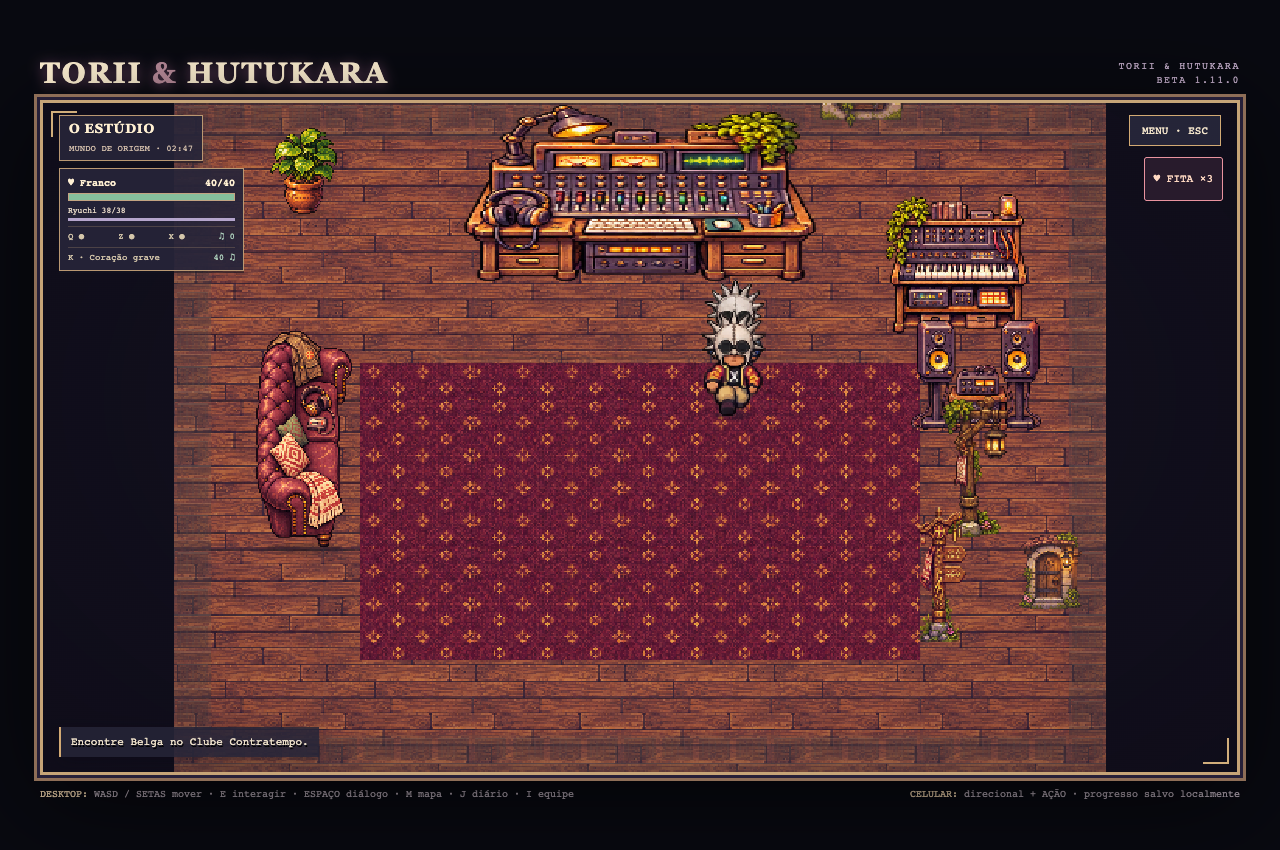 TORII & HUTUKARA
TORII & HUTUKARA
BETA 1.11.0
O ESTÚDIO
MUNDO DE ORIGEM · 02:47
MENU · ESC
♥ FITA ×3
♥ Franco 40/40
Ryuchi 38/38
Q ● Z ● X ● ♫ 0
K · Coração grave 40 ♫
Encontre Belga no Clube Contratempo.
DESKTOP: WASD / SETAS mover · E interagir · ESPAÇO diálogo · M mapa · J diário · I equipe
CELULAR: direcional + AÇÃO · progresso salvo localmente